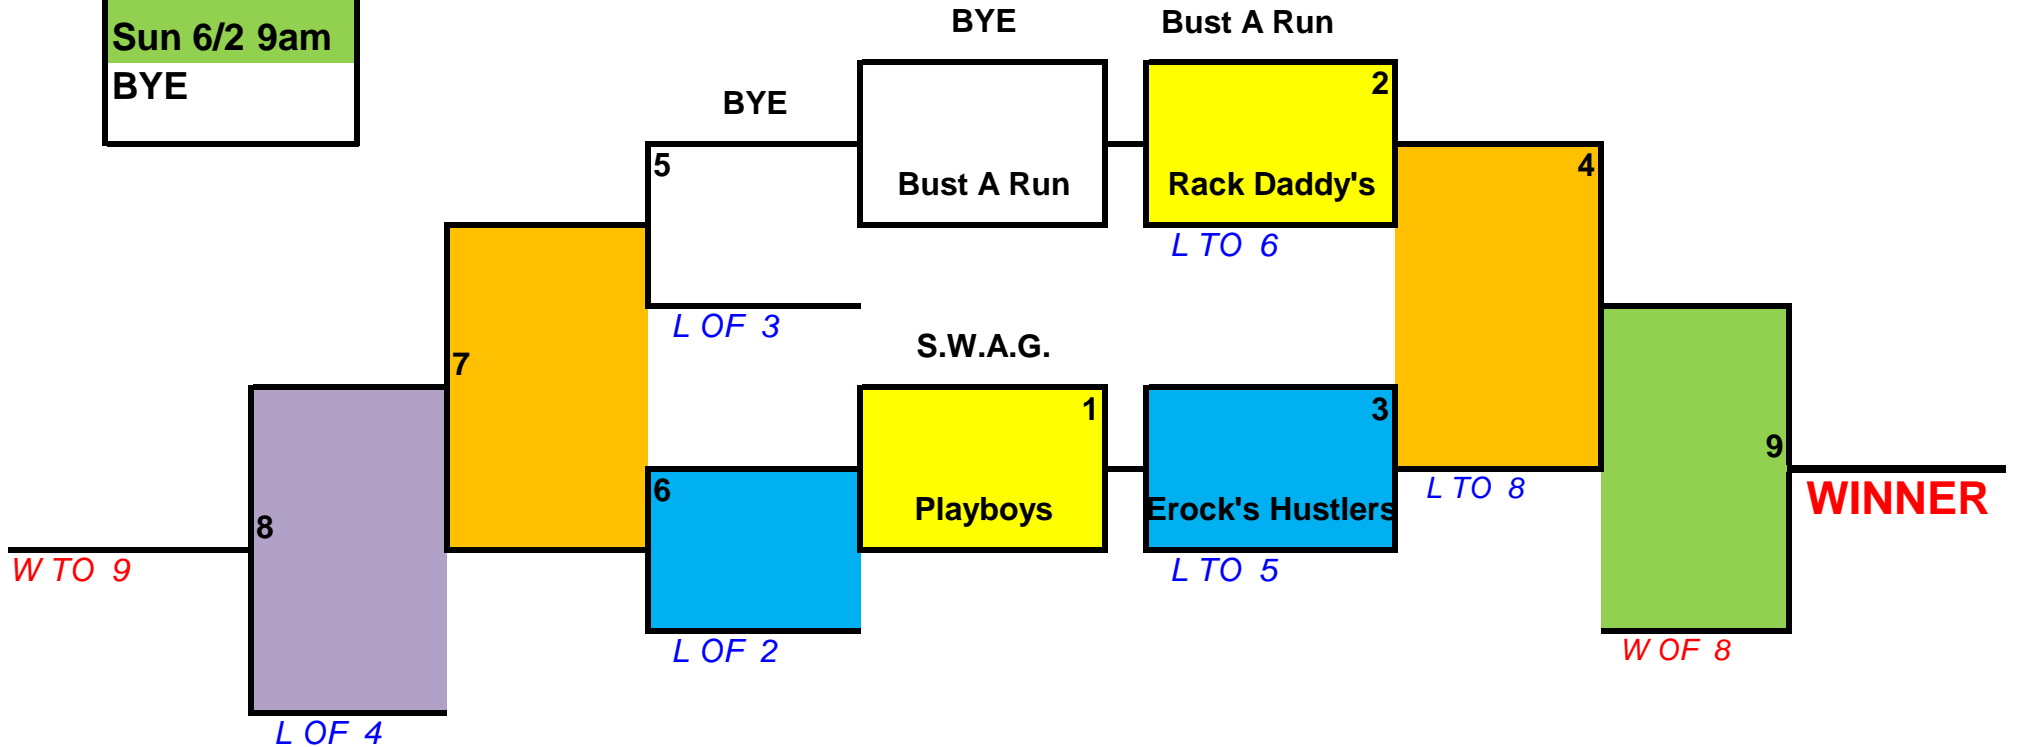 Sun 6/2 9am
BYE
BYE
Bust A Run
BYE
2
5
4
Bust A Run
Rack Daddy's
L TO 6
L OF 3
S.W.A.G.
7
1
3
9
6
L TO 8
WINNER
Playboys
Erock's Hustlers
8
W TO 9
L TO 5
L OF 2
W OF 8
L OF 4